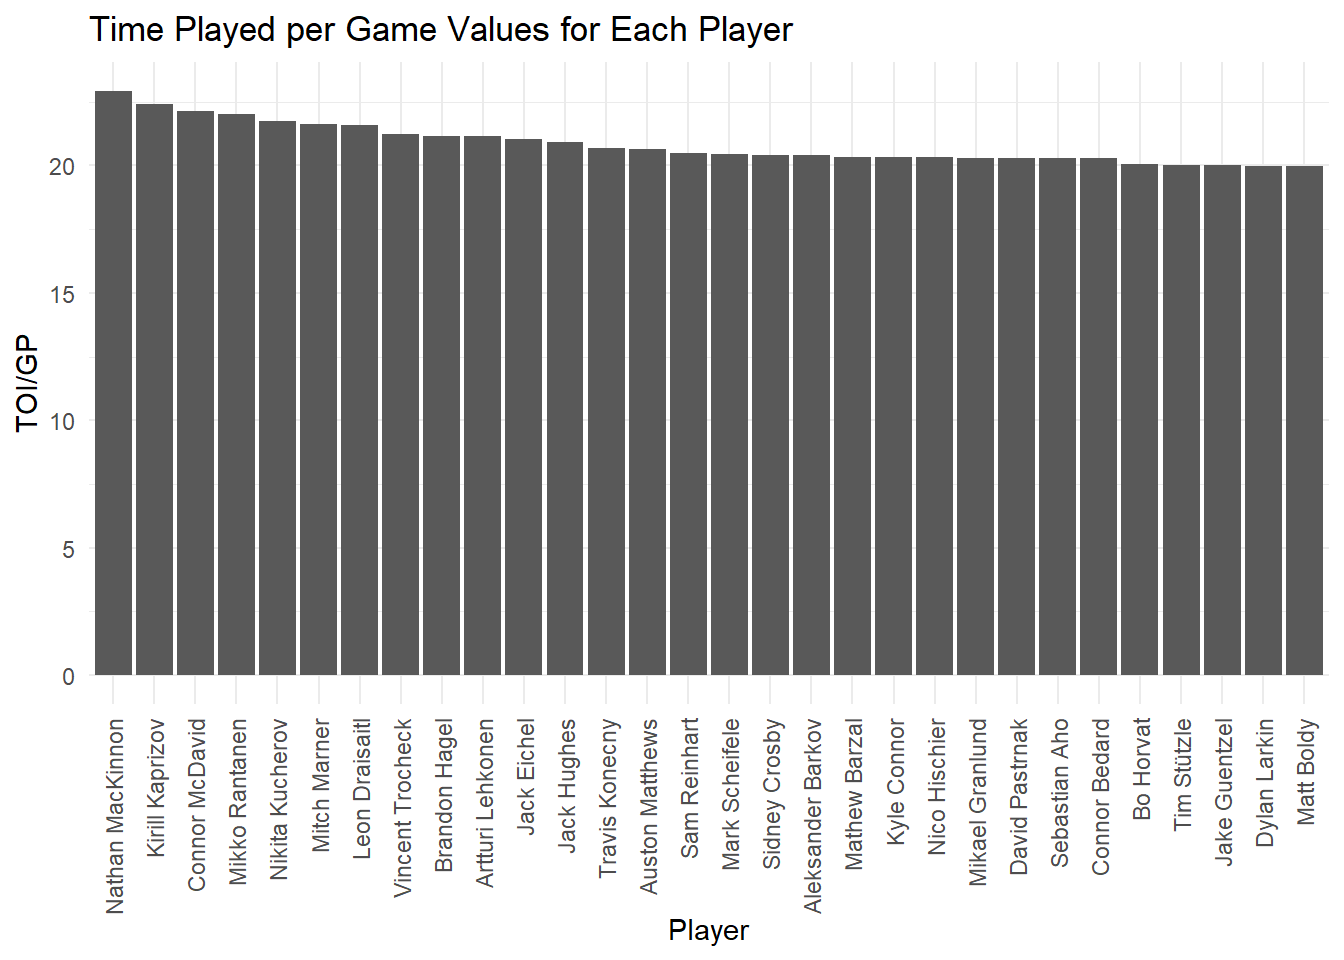 Time Played per Game Values for Each Player
TOI/GP
20
15
10
5
0
Nathan MacKinnon
Kirill Kaprizov
Connor McDavid
Mikko Rantanen
Nikita Kucherov
Mitch Marner
Leon Draisaitl
Vincent Trocheck
Brandon Hagel
Artturi Lehkonen
Jack Eichel
Jack Hughes
Travis Konecny
Auston Matthews
Sam Reinhart
Mark Scheifele
Sidney Crosby
Aleksander Barkov
Mathew Barzal
Kyle Connor
Nico Hischier
Mikael Granlund
David Pastrnak
Sebastian Aho
Connor Bedard
Bo Horvat
Tim Stützle
Jake Guentzel
Dylan Larkin
Matt Boldy
Player